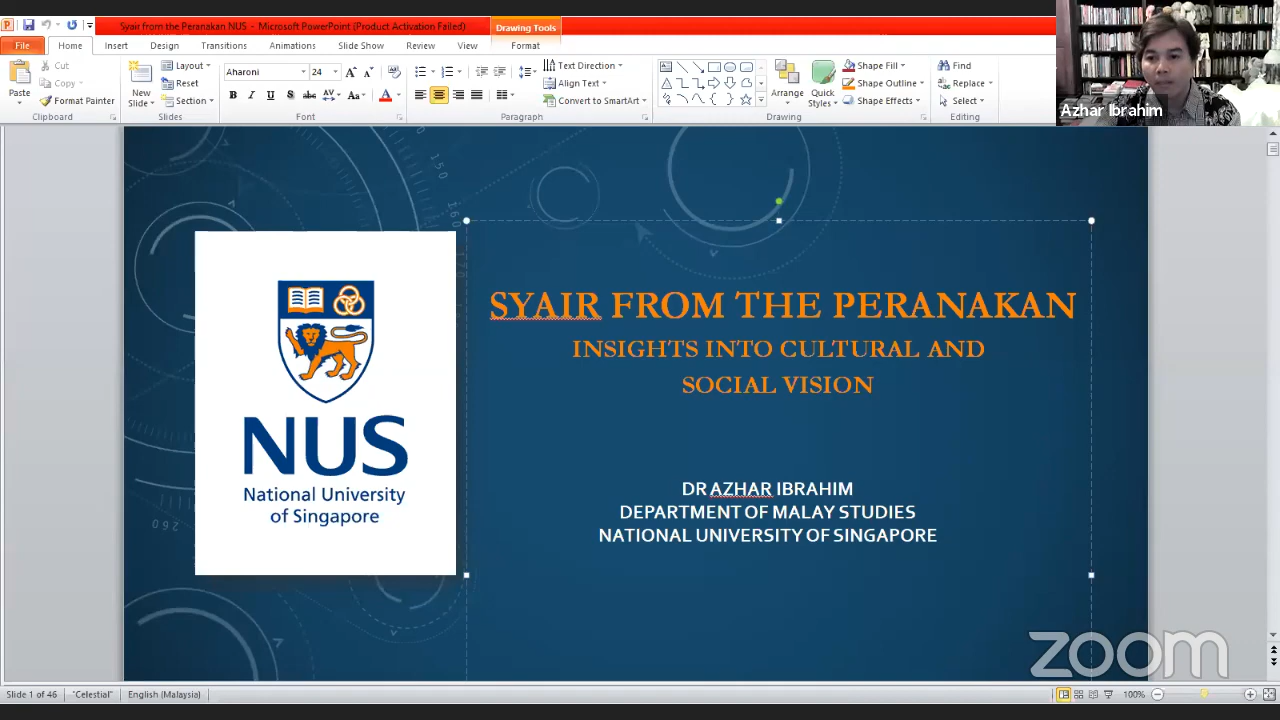 Syair from the Peranakan NUS - Microsoft PowerPoint (Product Activation Failed)
Drawing Tools
File Home Insert Design Transitions Animations Slide Show Review View Format
Paste
Cut
Copy
Format Painter
Clipboard
New
Slide
Layout
Reset
Section
Slides
Aharoni 24
Font
Text Direction
Align Text
Convert to SmartArt
Paragraph
Arrange
Quick
Styles
Shape Fill
Shape Outline
Shape Effects
Drawing
Find
Replace
Select
Editing
Azhar Ibrahim
150
160
170
260
NUS
National University
of Singapore
SYAIR FROM THE PERANAKAN
INSIGHTS INTO CULTURAL AND
SOCIAL VISION
DR AZHAR IBRAHIM
DEPARTMENT OF MALAY STUDIES
NATIONAL UNIVERSITY OF SINGAPORE
zoom
Slide 1 of 46 "Celestial" English (Malaysia) 100%